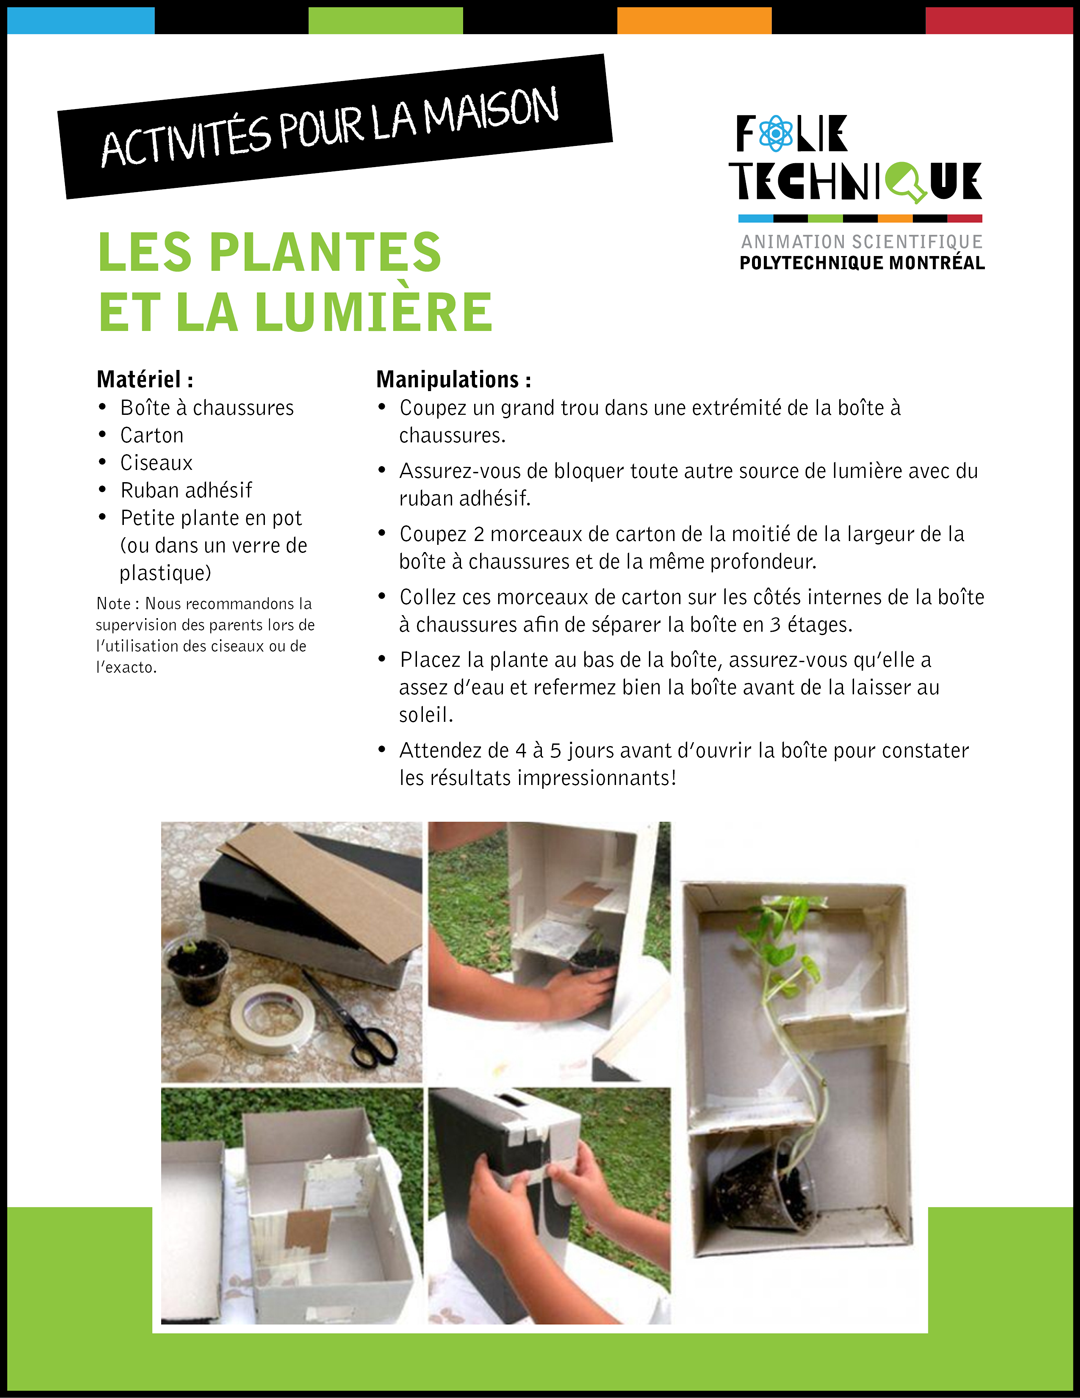 ACTIVITÉS POUR LA MAISON
FOLIE
TECHNIQUE
ANIMATION SCIENTIFIQUE
POLYTECHNIQUE MONTRÉAL
LES PLANTES
ET LA LUMIÈRE
Matériel :
• Boîte à chaussures
• Carton
• Ciseaux
• Ruban adhésif
• Petite plante en pot
(ou dans un verre de
plastique)
Note : Nous recommandons la
supervision des parents lors de
l’utilisation des ciseaux ou de
l’exacto.
Manipulations :
• Coupez un grand trou dans une extrémité de la boîte à
chaussures.
• Assurez-vous de bloquer toute autre source de lumière avec du
ruban adhésif.
• Coupez 2 morceaux de carton de la moitié de la largeur de la
boîte à chaussures et de la même profondeur.
• Collez ces morceaux de carton sur les côtés internes de la boîte
à chaussures afin de séparer la boîte en 3 étages.
• Placez la plante au bas de la boîte, assurez-vous qu’elle a
assez d’eau et refermez bien la boîte avant de la laisser au
soleil.
• Attendez de 4 à 5 jours avant d’ouvrir la boîte pour constater
les résultats impressionnants!